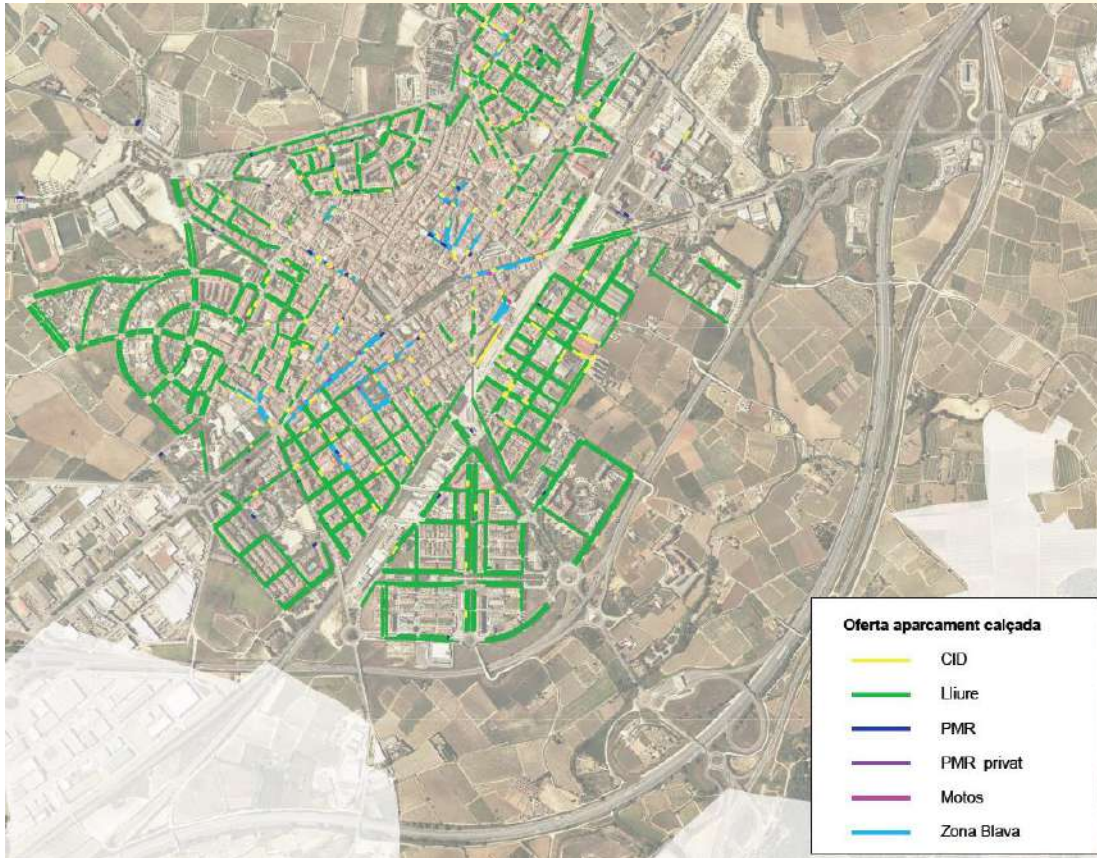 Oferta aparcament calçada
CID
Lliure
PMR
PMR privat
Motos
Zona Blava